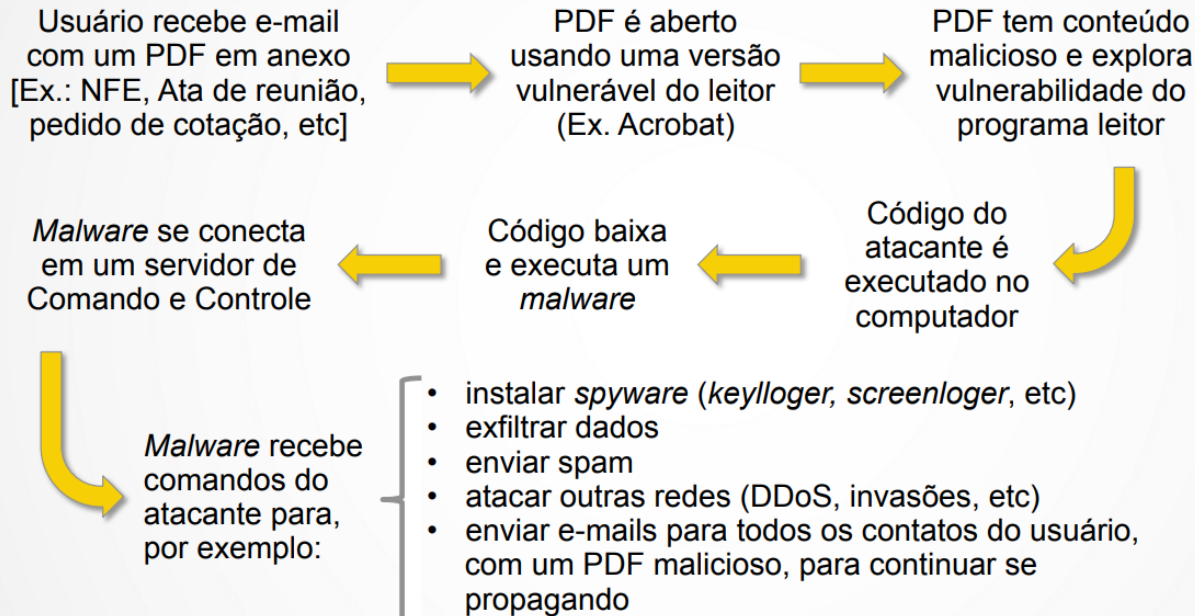 Usuário recebe e-mail
com um PDF em anexo
[Ex.: NFE, Ata de reunião,
pedido de cotação, etc]
PDF é aberto
usando uma versão
vulnerável do leitor
(Ex. Acrobat)
PDF tem conteúdo
malicioso e explora
vulnerabilidade do
programa leitor
Código do
atacante é
executado no
computador
Código baixa
e executa um
malware
Malware se conecta
em um servidor de
Comando e Controle
Malware recebe
comandos do
atacante para,
por exemplo:
• instalar spyware (keylloger, screenloger, etc)
• exfiltrar dados
• enviar spam
• atacar outras redes (DDoS, invasões, etc)
• enviar e-mails para todos os contatos do usuário,
com um PDF malicioso, para continuar se
propagando